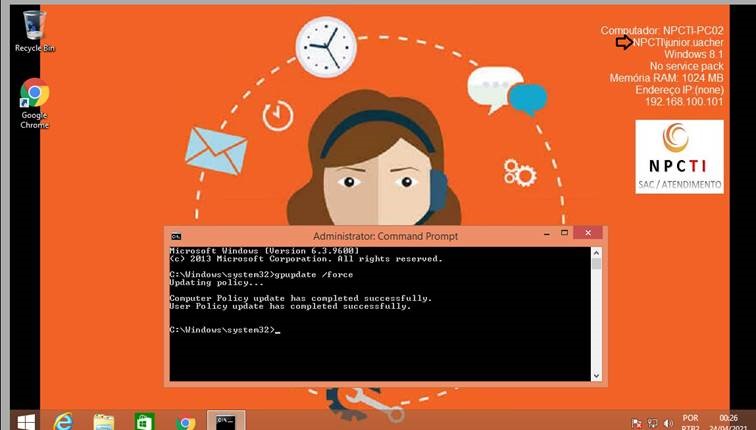 Recycle Bin
Google
Chrome
Computador: NPCTI-PC02
NPCTI\junior.uacher
Windows 8.1
No service pack
Memória RAM: 1024 MB
Endereço IP:(none)
192.168.100.101
NPCTI
SAC / ATENDIMENTO
Administrator: Command Prompt
Microsoft Windows [Version 6.3.9600]
(c) 2013 Microsoft Corporation. All rights reserved.
C:\Windows\system32>gpupdate /force
Updating policy...
Computer Policy update has completed successfully.
User Policy update has completed successfully.
C:\Windows\system32>_
POR
00:26
PTB2
24/04/2021